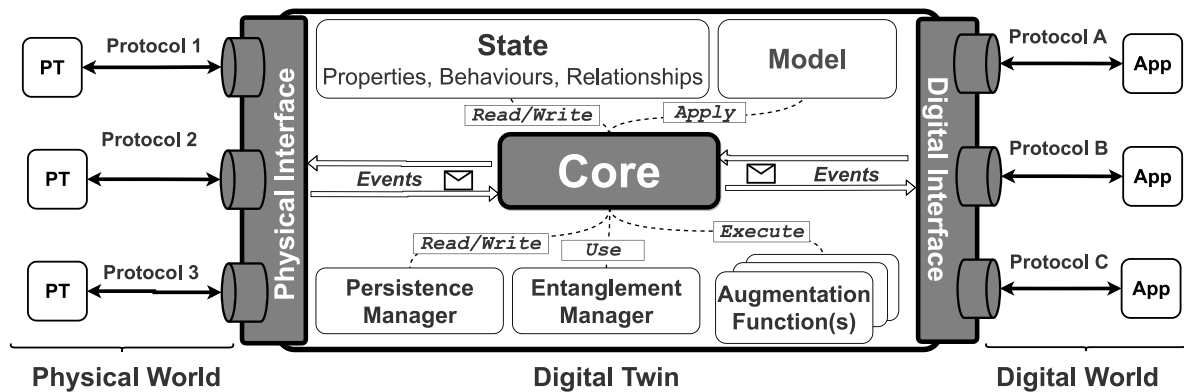 Protocol 1
PT
Protocol 2
PT
Protocol 3
PT
Physical World
Physical Interface
State
Properties, Behaviours, Relationships
Model
Read/Write
Apply
Core
Events
Events
Read/Write
Use
Execute
Persistence
Manager
Entanglement
Manager
Augmentation
Function(s)
Digital Twin
Digital Interface
Protocol A
App
Protocol B
App
Protocol C
App
Digital World